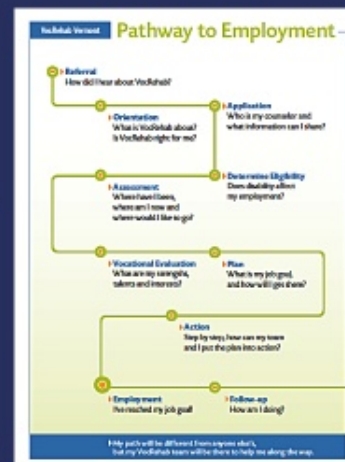 VocRehab Vermont
Pathway to Employment
Referral
How did I hear about VocRehab?
Orientation
What is VocRehab about?
Is VocRehab right for me?
Application
Who is my counselor and
what information can I share?
Assessment
Where have I been,
where am I now and
where would I like to go?
Determine Eligibility
Does disability affect
my employment?
Vocational Evaluation
What are my strengths,
talents and interests?
Plan
What is my job goal,
and how will I get there?
Action
Step by step, how can my team
and I put the plan into action?
Employment
I've reached my job goal!
Follow-up
How am I doing?
My path will be different from anyone else's,
but my VocRehab team will be there to help me along the way.